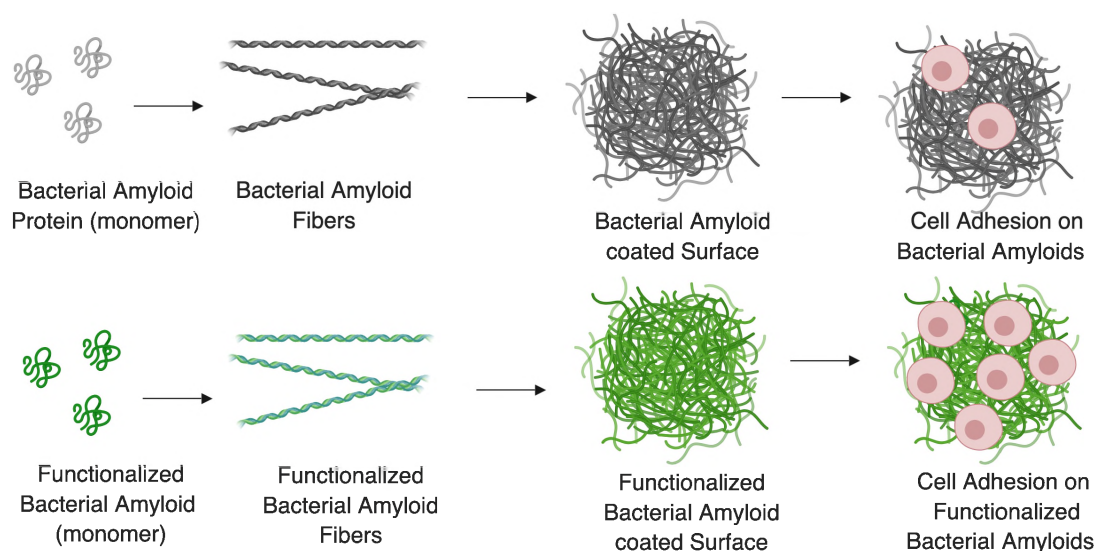 Bacterial Amyloid
Protein (monomer)
Bacterial Amyloid
Fibers
Bacterial Amyloid
coated Surface
Cell Adhesion on
Bacterial Amyloids
Functionalized
Bacterial Amyloid
(monomer)
Functionalized
Bacterial Amyloid
Fibers
Functionalized
Bacterial Amyloid
coated Surface
Cell Adhesion on
Functionalized
Bacterial Amyloids